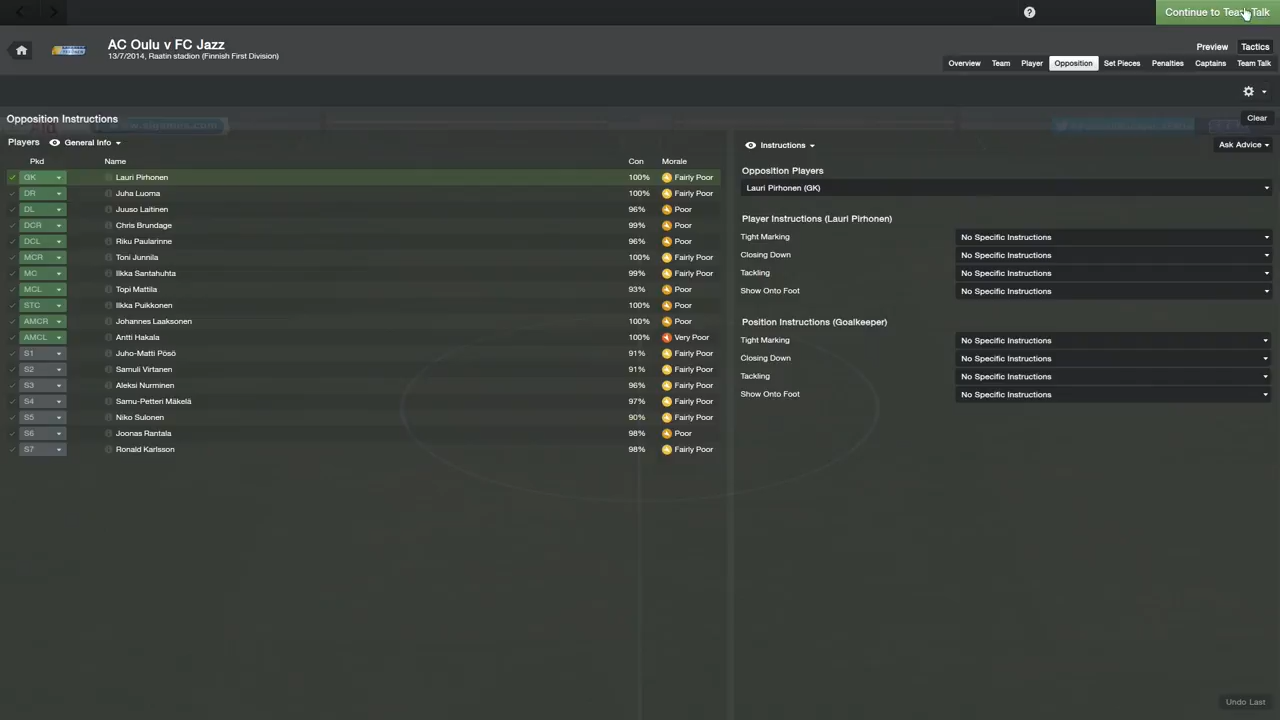 Continue to Team Talk
AC Oulu v FC Jazz
13/7/2014, Raatin stadion (Finnish First Division)
Preview Tactics
Overview Team Player Opposition Set Pieces Penalties Captains Team Talk
Opposition Instructions
Clear
Players General Info
Instructions
Ask Advice
Pkd Name Con Morale
GK Lauri Pirhonen 100% Fairly Poor
DR Juha Luoma 100% Fairly Poor
DL Juuso Laitinen 96% Poor
DCR Chris Brundage 99% Poor
DCL Riku Paularinne 96% Poor
MCR Toni Junnila 100% Fairly Poor
MC Ilkka Santahuhta 99% Fairly Poor
MCL Topi Mattila 93% Poor
STC Ilkka Puikkonen 100% Poor
AMCR Johannes Laaksonen 100% Poor
AMCL Antti Hakala 100% Very Poor
S1 Juho-Matti Pösö 91% Fairly Poor
S2 Samuli Virtanen 91% Fairly Poor
S3 Aleksi Nurminen 96% Fairly Poor
S4 Samu-Petteri Mäkelä 97% Fairly Poor
S5 Niko Sulonen 90% Fairly Poor
S6 Joonas Rantala 98% Poor
S7 Ronald Karlsson 98% Fairly Poor
Opposition Players
Lauri Pirhonen (GK)
Player Instructions (Lauri Pirhonen)
Tight Marking No Specific Instructions
Closing Down No Specific Instructions
Tackling No Specific Instructions
Show Onto Foot No Specific Instructions
Position Instructions (Goalkeeper)
Tight Marking No Specific Instructions
Closing Down No Specific Instructions
Tackling No Specific Instructions
Show Onto Foot No Specific Instructions
Undo Last